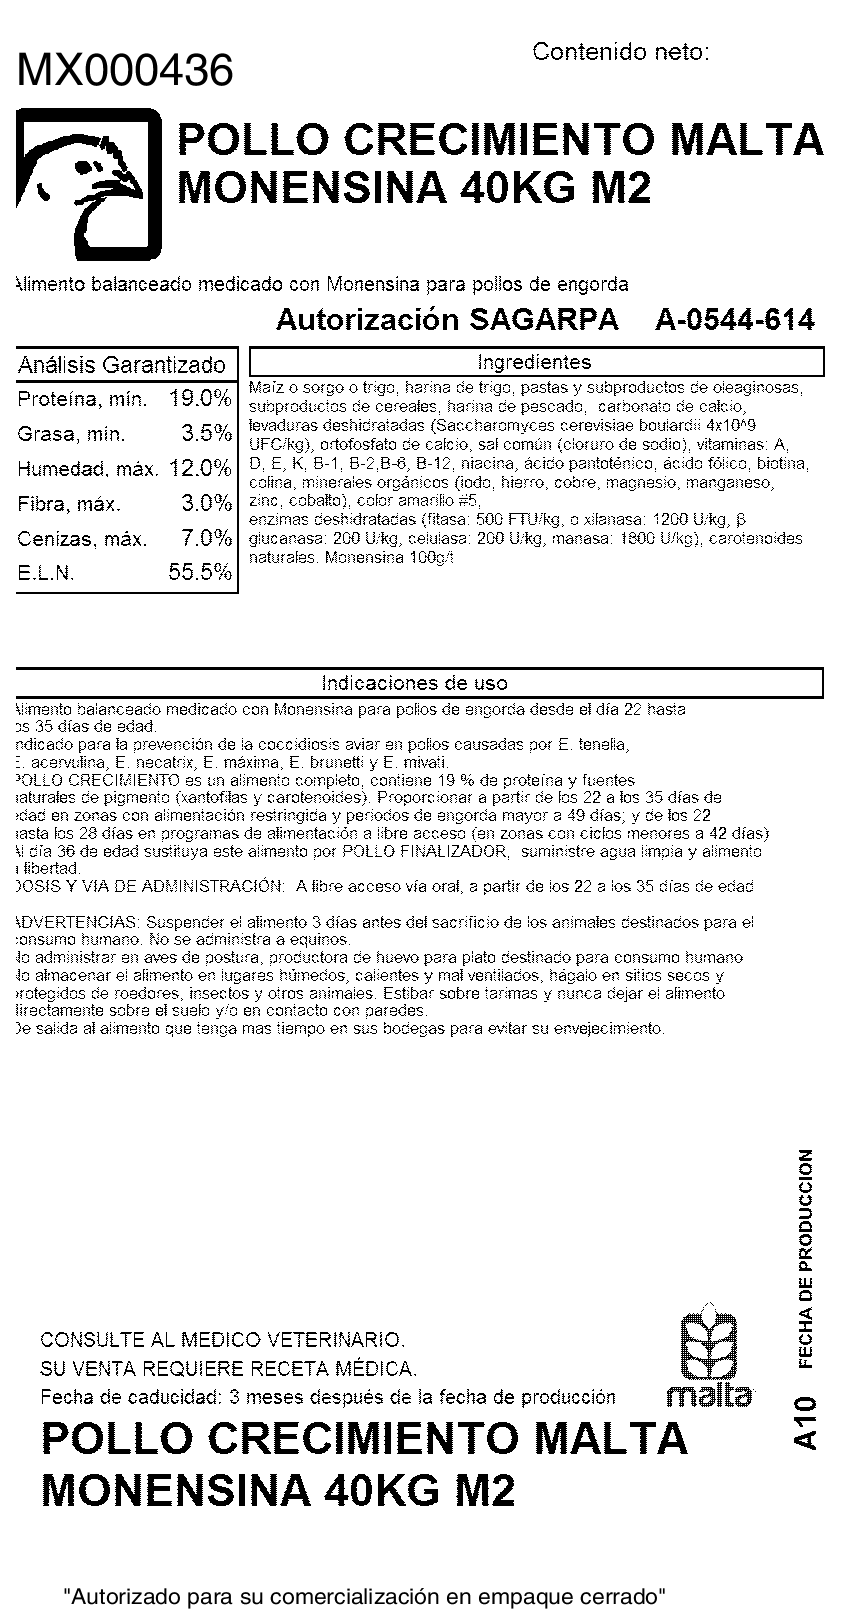 Contenido neto:
MX000436
POLLO CRECIMIENTO MALTA
MONENSINA 40KG M2
Alimento balanceado medicado con Monensina para pollos de engorda
Autorización SAGARPA A-0544-614
Análisis Garantizado
Proteína, mín. 19.0%
Grasa, mín. 3.5%
Humedad, máx. 12.0%
Fibra, máx. 3.0%
Cenizas, máx. 7.0%
E.L.N. 55.5%
Ingredientes
Maíz o sorgo o trigo, harina de trigo, pastas y subproductos de oleaginosas,
subproductos de cereales, harina de pescado, carbonato de calcio,
levaduras deshidratadas (Saccharomyces cerevisiae boulardii 4x10^9
UFC/kg), ortofosfato de calcio, sal común (cloruro de sodio), vitaminas: A,
D, E, K, B-1, B-2,B-6, B-12, niacina, ácido pantoténico, ácido fólico, biotina,
colina, minerales orgánicos (iodo, hierro, cobre, magnesio, manganeso,
zinc, cobalto), color amarillo #5,
enzimas deshidratadas (fitasa: 500 FTU/kg, o xilanasa: 1200 U/kg, β
glucanasa: 200 U/kg, celulasa: 200 U/kg, manasa: 1800 U/kg), carotenoides
naturales. Monensina 100g/t
Indicaciones de uso
Alimento balanceado medicado con Monensina para pollos de engorda desde el día 22 hasta
os 35 días de edad.
ndicado para la prevención de la coccidiosis aviar en pollos causadas por E. tenella,
E. acervulina, E. necatrix, E. máxima, E. brunetti y E. mivati.
POLLO CRECIMIENTO es un alimento completo, contiene 19 % de proteína y fuentes
naturales de pigmento (xantofilas y carotenoides). Proporcionar a partir de los 22 a los 35 días de
edad en zonas con alimentación restringida y periodos de engorda mayor a 49 días; y de los 22
hasta los 28 días en programas de alimentación a libre acceso (en zonas con ciclos menores a 42 días)
Al día 36 de edad sustituya este alimento por POLLO FINALIZADOR, suministre agua limpia y alimento
a libertad.
DOSIS Y VIA DE ADMINISTRACIÓN: A libre acceso vía oral, a partir de los 22 a los 35 días de edad
ADVERTENCIAS: Suspender el alimento 3 días antes del sacrificio de los animales destinados para el
consumo humano. No se administra a equinos.
No administrar en aves de postura, productora de huevo para plato destinado para consumo humano
No almacenar el alimento en lugares húmedos, calientes y mal ventilados, hágalo en sitios secos y
protegidos de roedores, insectos y otros animales. Estibar sobre tarimas y nunca dejar el alimento
directamente sobre el suelo y/o en contacto con paredes.
De salida al alimento que tenga mas tiempo en sus bodegas para evitar su envejecimiento.
A10 FECHA DE PRODUCCION
CONSULTE AL MEDICO VETERINARIO.
SU VENTA REQUIERE RECETA MÉDICA.
Fecha de caducidad: 3 meses después de la fecha de producción
malta
POLLO CRECIMIENTO MALTA
MONENSINA 40KG M2
"Autorizado para su comercialización en empaque cerrado"